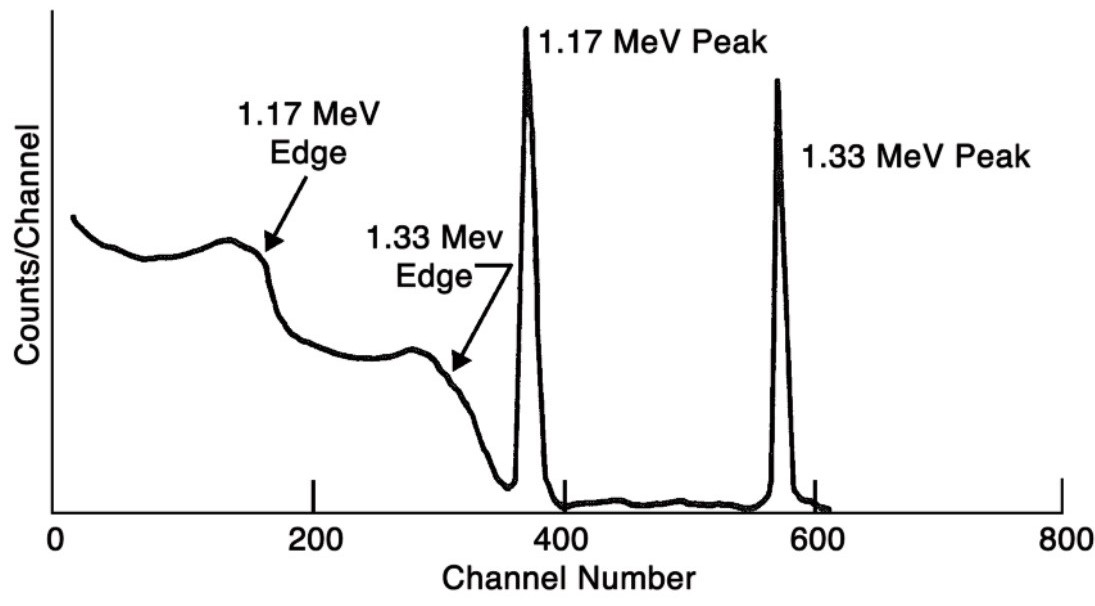 1.17 MeV Peak
1.17 MeV
Edge
1.33 MeV Peak
1.33 Mev
Edge
Counts/Channel
0
200
400
600
800
Channel Number